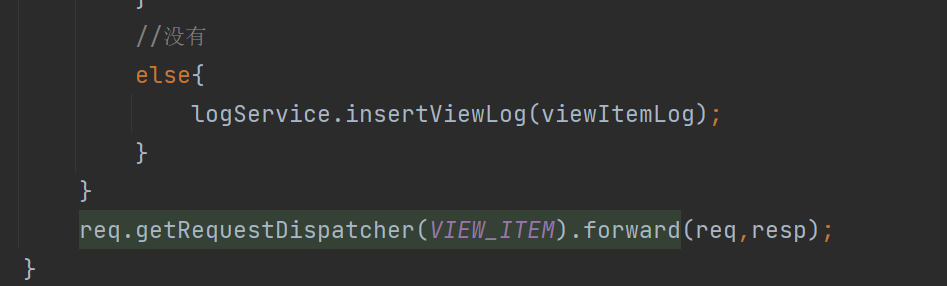 }
//没有
else{
logService.insertViewLog(viewItemLog);
}
}
req.getRequestDispatcher(VIEW_ITEM).forward(req,resp);
}